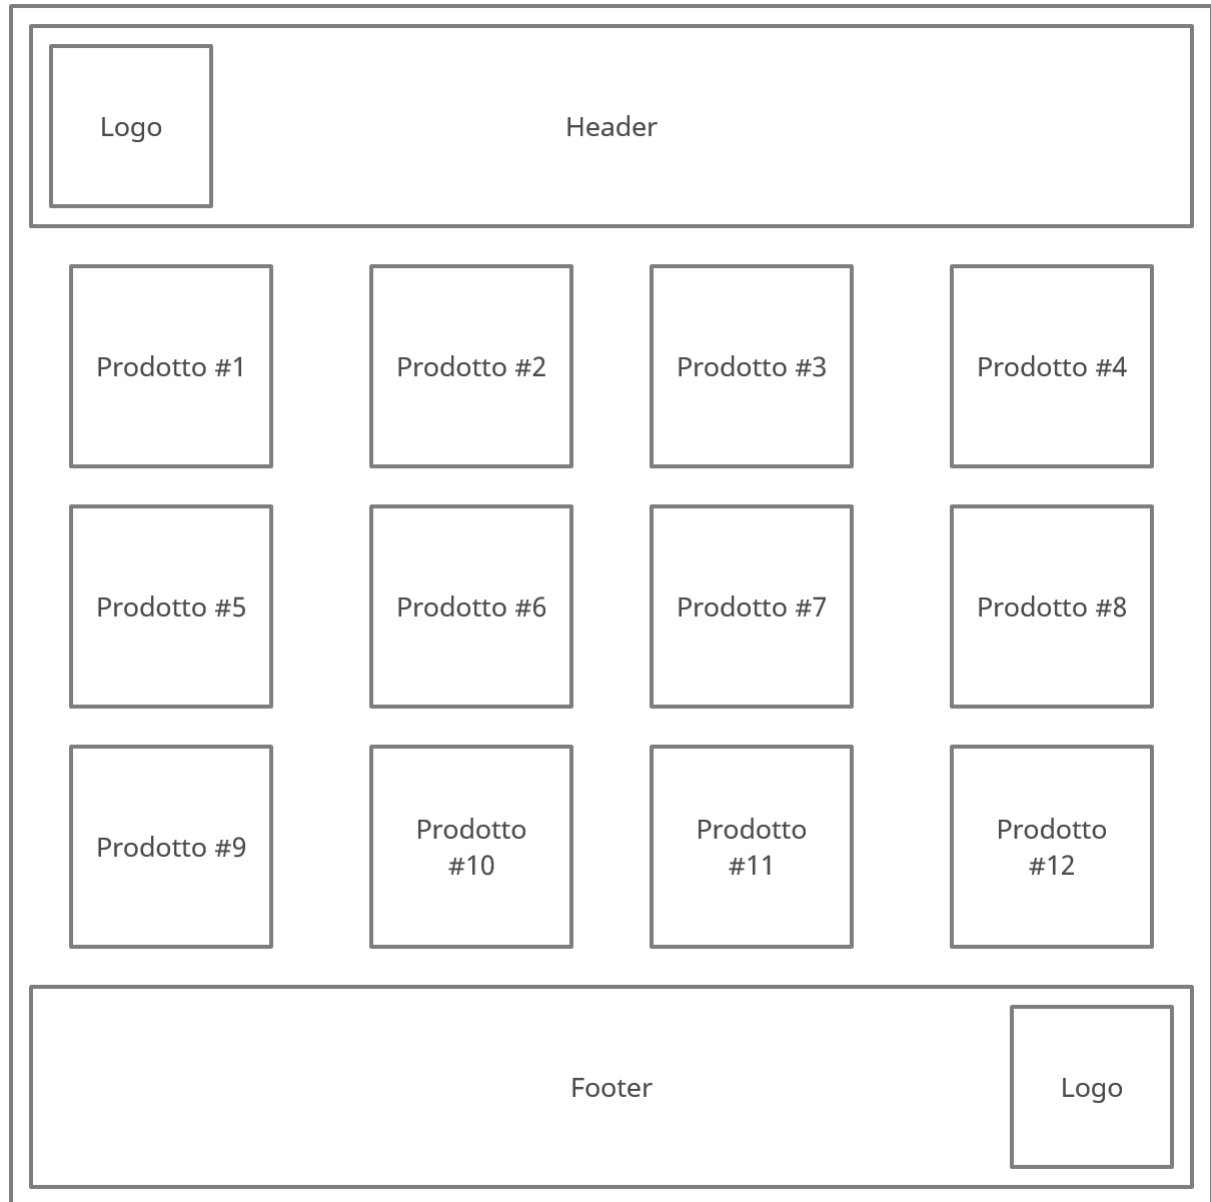 Logo
Header
Prodotto #1
Prodotto #2
Prodotto #3
Prodotto #4
Prodotto #5
Prodotto #6
Prodotto #7
Prodotto #8
Prodotto #9
Prodotto
#10
Prodotto
#11
Prodotto
#12
Footer
Logo